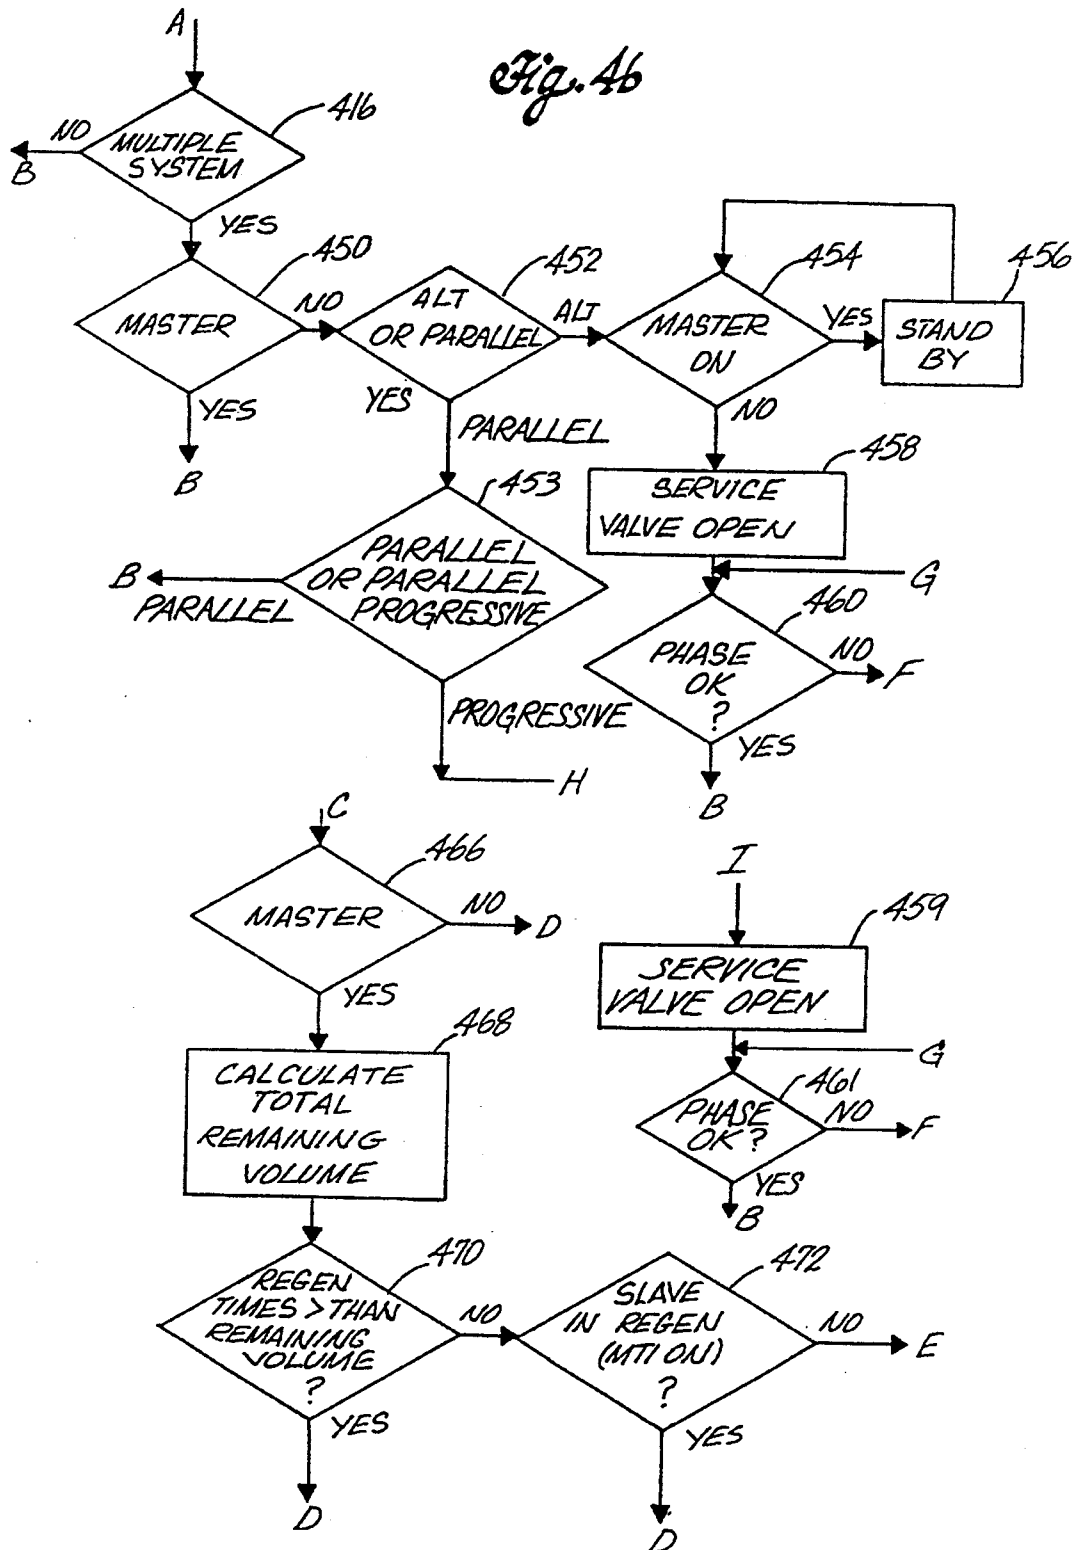 Fig. 4b
A
416
NO
B
MULTIPLE
SYSTEM
YES
450
MASTER
NO
YES
B
452
ALT
OR PARALLEL
ALT
YES
PARALLEL
454
MASTER
ON
YES
NO
456
STAND
BY
453
PARALLEL
OR PARALLEL
PROGRESSIVE
B
PARALLEL
PROGRESSIVE
H
458
SERVICE
VALVE OPEN
G
460
PHASE
OK
?
NO
F
YES
B
C
466
MASTER
NO
D
YES
468
CALCULATE
TOTAL
REMAINING
VOLUME
I
459
SERVICE
VALVE OPEN
G
461
PHASE
OK?
NO
F
YES
B
470
REGEN
TIMES > THAN
REMAINING
VOLUME
?
NO
YES
D
472
SLAVE
IN REGEN
(MTI ON)
?
NO
E
YES
D